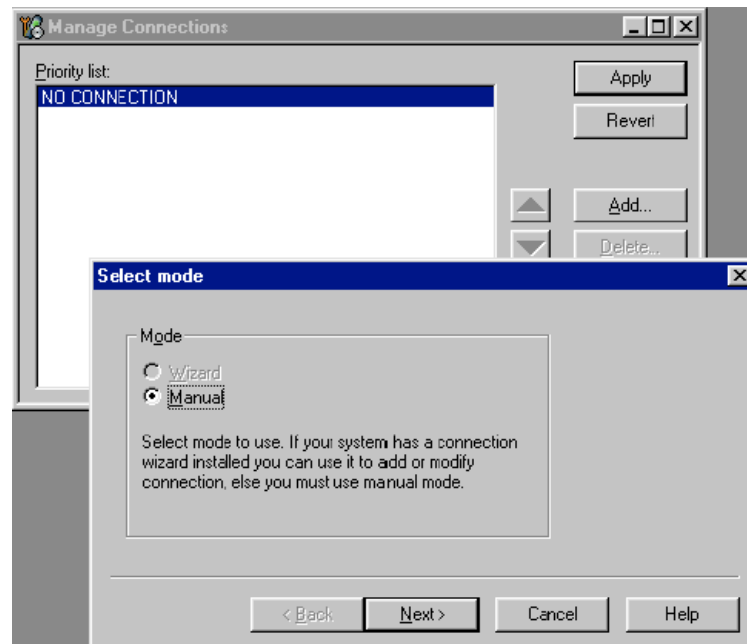 Manage Connections
Priority list:
NO CONNECTION
Apply
Revert
Add...
Delete...
Select mode
Mode
Wizard
Manual
Select mode to use. If your system has a connection
wizard installed you can use it to add or modify
connection, else you must use manual mode.
< Back
Next >
Cancel
Help